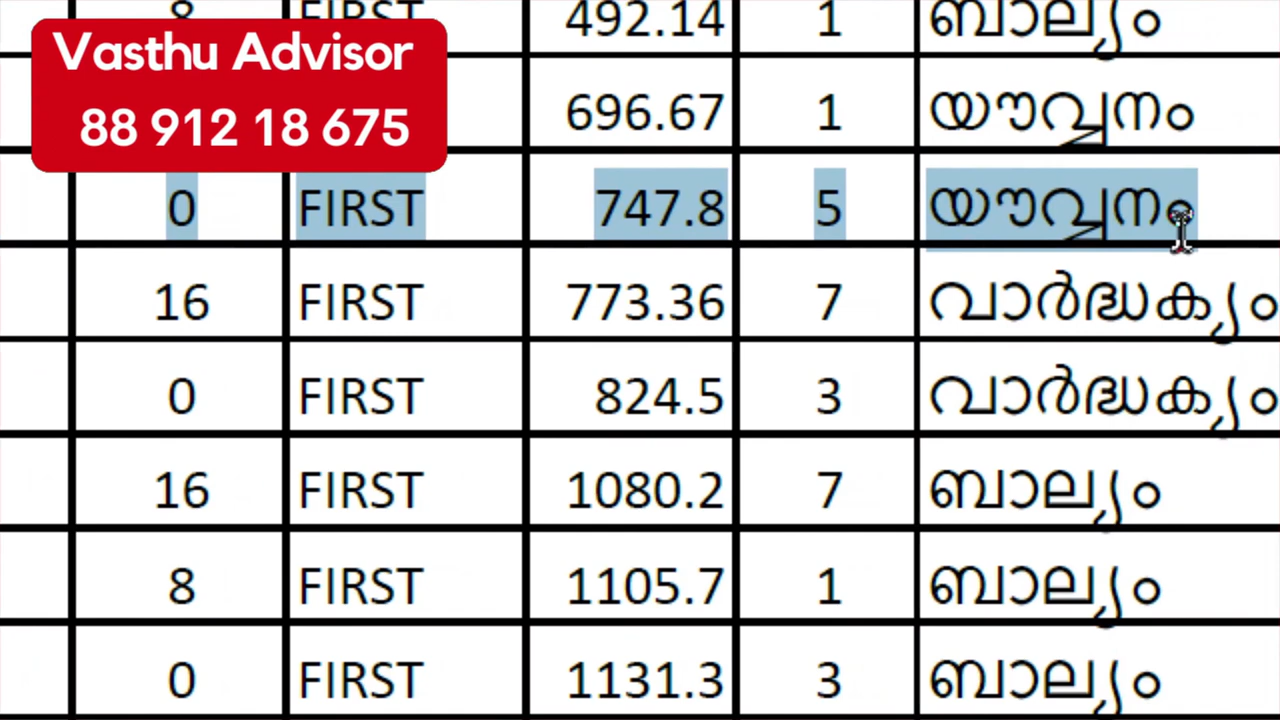 8 FIRST 492.14 1 ബാല്യം
Vasthu Advisor
88 912 18 675
696.67 1 യൗവ്വനം
0 FIRST 747.8 5 യൗവ്വനം
16 FIRST 773.36 7 വാർദ്ധക്യം
0 FIRST 824.5 3 വാർദ്ധക്യം
16 FIRST 1080.2 7 ബാല്യം
8 FIRST 1105.7 1 ബാല്യം
0 FIRST 1131.3 3 ബാല്യം